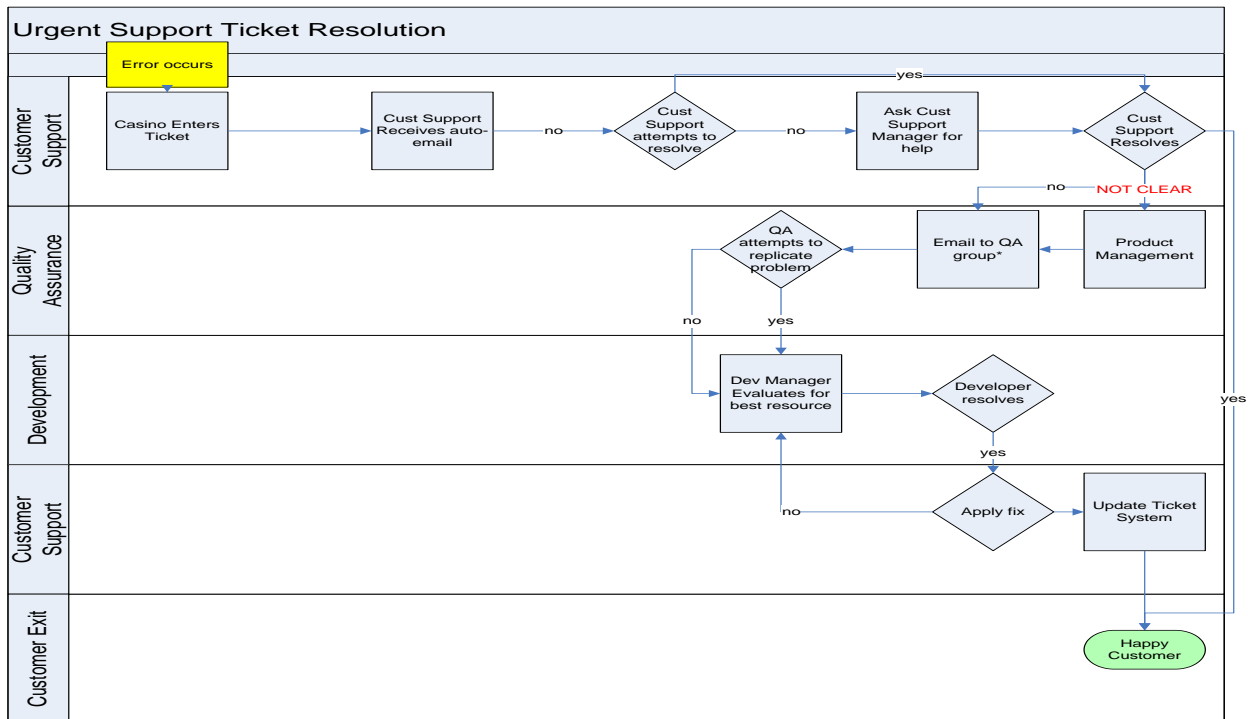 Urgent Support Ticket Resolution
Error occurs
yes
Customer
Support
Casino Enters
Ticket
Cust Support
Receives auto-
email
no
Cust
Support
attempts to
resolve
no
Ask Cust
Support
Manager for
help
Cust
Support
Resolves
no
NOT CLEAR
Quality
Assurance
QA
attempts to
replicate
problem
Email to QA
group*
Product
Management
no
yes
Development
Dev Manager
Evaluates for
best resource
Developer
resolves
yes
yes
Customer
Support
no
Apply fix
Update Ticket
System
Customer Exit
Happy
Customer